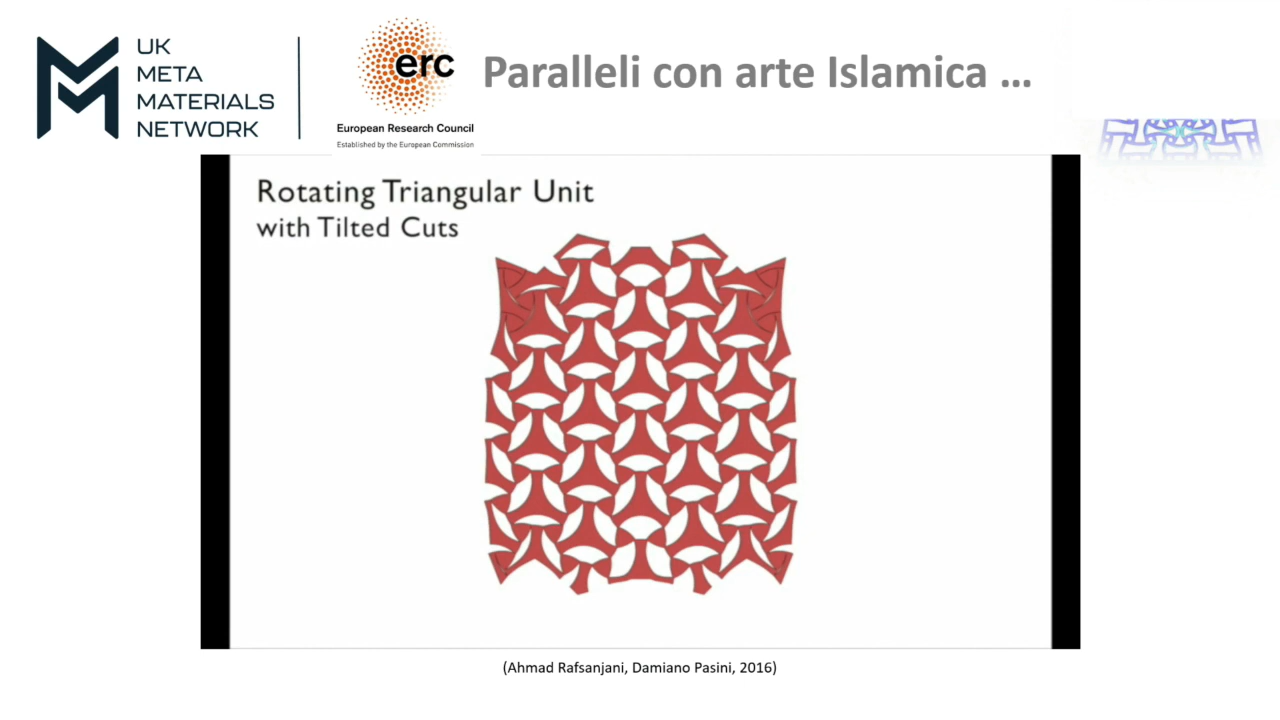 UK
META
MATERIALS
NETWORK
erc
European Research Council
Established by the European Commission
Paralleli con arte Islamica ...
Rotating Triangular Unit
with Tilted Cuts
(Ahmad Rafsanjani, Damiano Pasini, 2016)